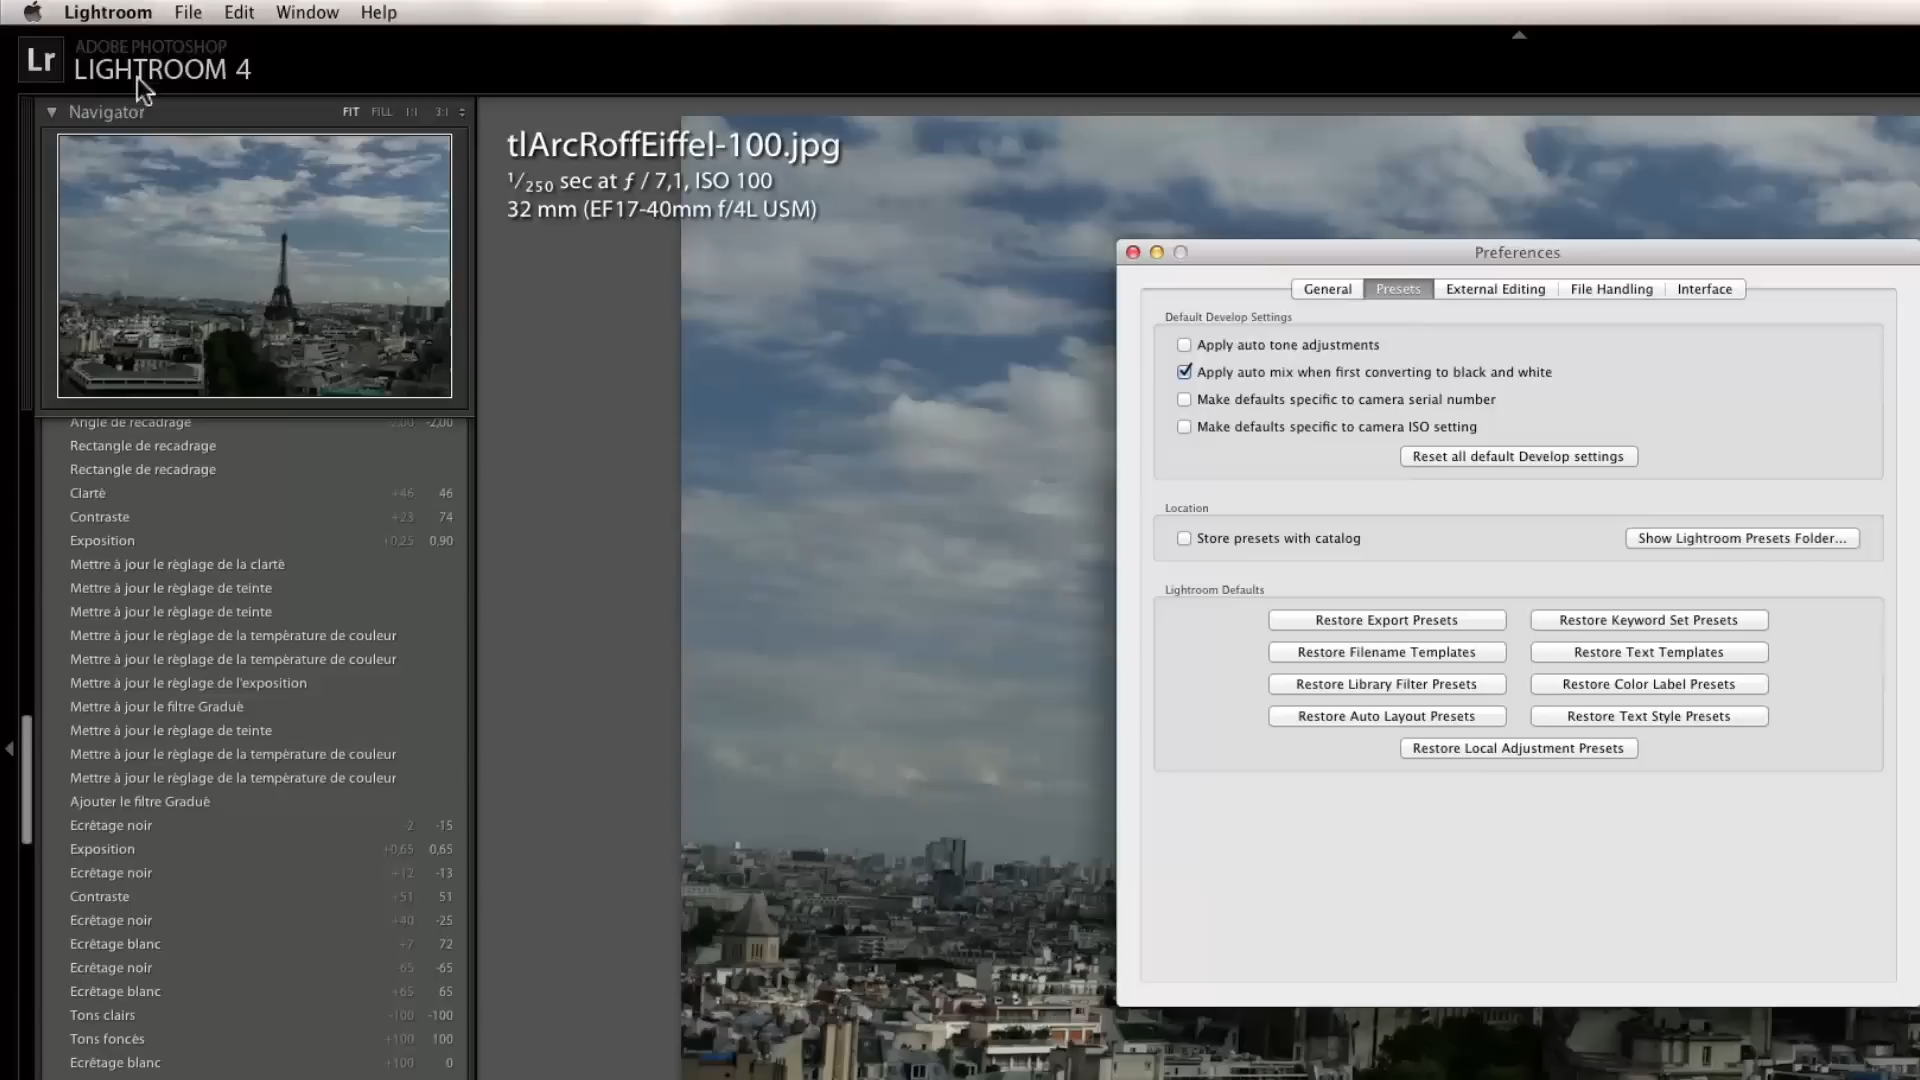 Lightroom File Edit Window Help
Lr
ADOBE PHOTOSHOP
LIGHTROOM 4
Navigator FIT FILL 1:1 3:1
tlArcRoffEiffel-100.jpg
1/250 sec at ƒ / 7,1, ISO 100
32 mm (EF17-40mm f/4L USM)
Angle de recadrage -2,00 -2,00
Rectangle de recadrage
Rectangle de recadrage
Clarté +46 46
Contraste +23 74
Exposition +0,25 0,90
Mettre à jour le réglage de la clarté
Mettre à jour le réglage de teinte
Mettre à jour le réglage de teinte
Mettre à jour le réglage de la température de couleur
Mettre à jour le réglage de la température de couleur
Mettre à jour le réglage de l'exposition
Mettre à jour le filtre Gradué
Mettre à jour le réglage de teinte
Mettre à jour le réglage de la température de couleur
Mettre à jour le réglage de la température de couleur
Ajouter le filtre Gradué
Ecrêtage noir -2 -15
Exposition +0,65 0,65
Ecrêtage noir +12 -13
Contraste +51 51
Ecrêtage noir +40 -25
Ecrêtage blanc +7 72
Ecrêtage noir -65 -65
Ecrêtage blanc +65 65
Tons clairs -100 -100
Tons foncés +100 100
Ecrêtage blanc +100 0
Preferences
General Presets External Editing File Handling Interface
Default Develop Settings
Apply auto tone adjustments
Apply auto mix when first converting to black and white
Make defaults specific to camera serial number
Make defaults specific to camera ISO setting
Reset all default Develop settings
Location
Store presets with catalog Show Lightroom Presets Folder...
Lightroom Defaults
Restore Export Presets Restore Keyword Set Presets
Restore Filename Templates Restore Text Templates
Restore Library Filter Presets Restore Color Label Presets
Restore Auto Layout Presets Restore Text Style Presets
Restore Local Adjustment Presets